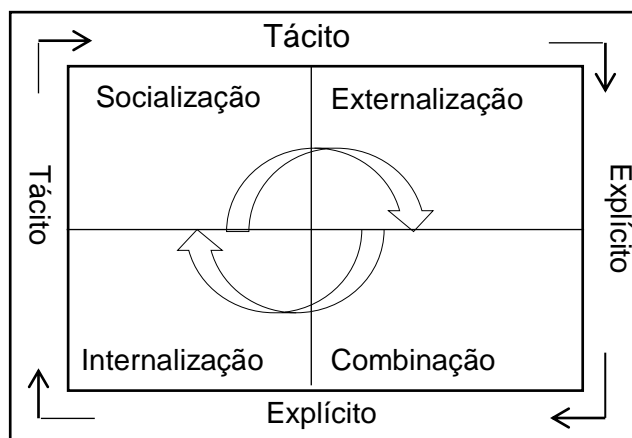 Tácito
Socialização
Externalização
Tácito
Explícito
Internalização
Combinação
Explícito